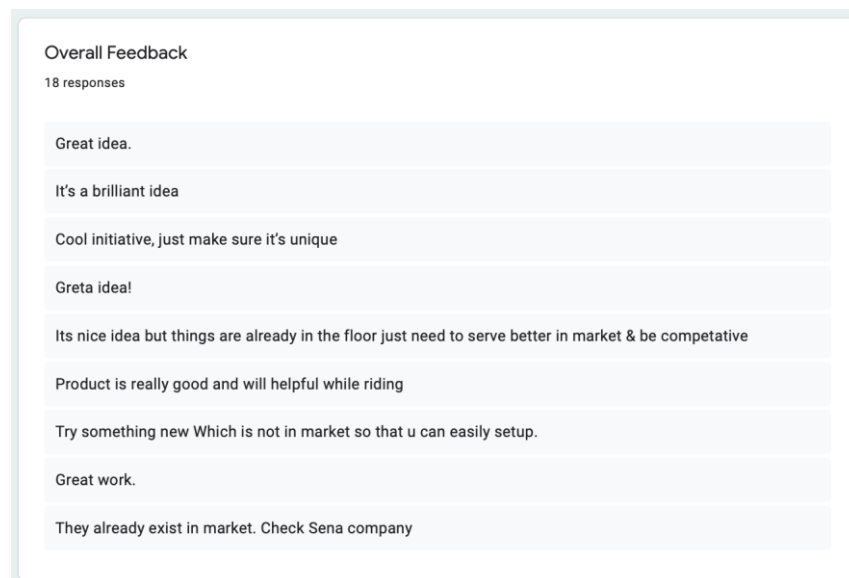 Overall Feedback
18 responses
Great idea.
It's a brilliant idea
Cool initiative, just make sure it's unique
Greta idea!
Its nice idea but things are already in the floor just need to serve better in market & be competative
Product is really good and will helpful while riding
Try something new Which is not in market so that u can easily setup.
Great work.
They already exist in market. Check Sena company